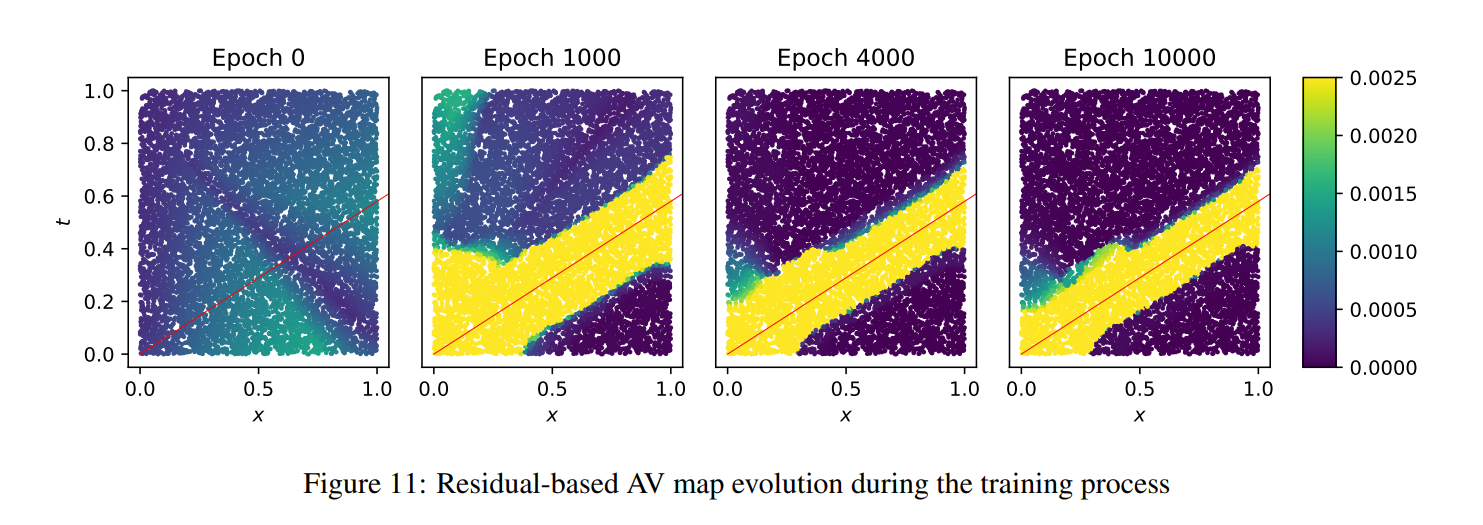 Epoch 0 Epoch 1000 Epoch 4000 Epoch 10000
1.0
0.8
0.6
0.4
0.2
0.0
t
0.0 0.5 1.0 0.0 0.5 1.0 0.0 0.5 1.0 0.0 0.5 1.0
x x x x
0.0025
0.0020
0.0015
0.0010
0.0005
0.0000
Figure 11: Residual-based AV map evolution during the training process